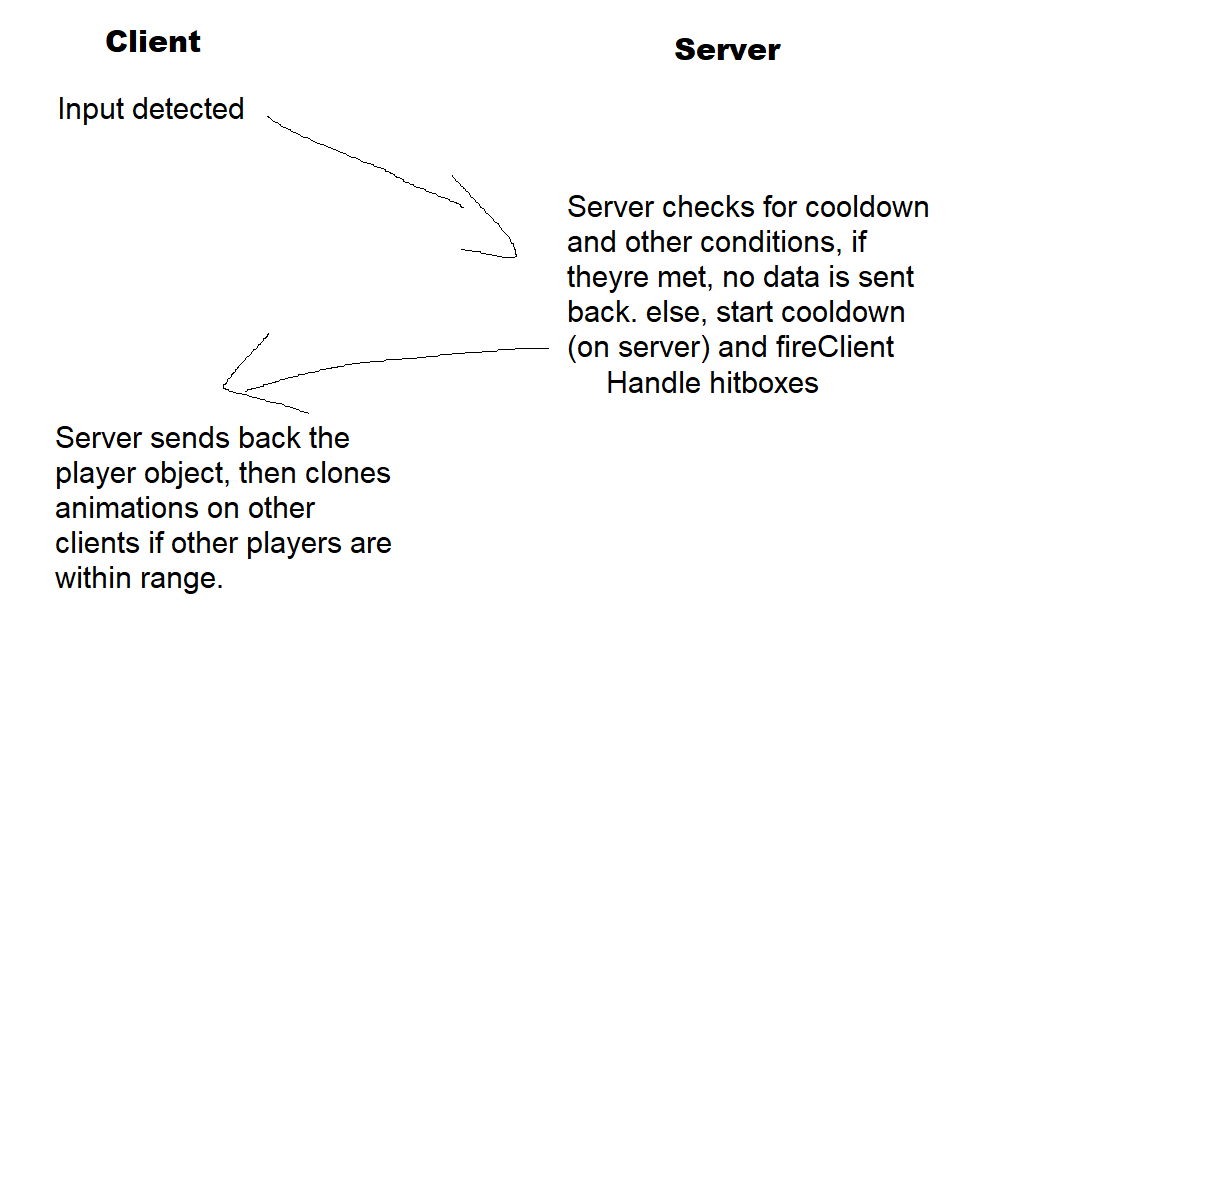 Client
Server
Input detected
Server checks for cooldown
and other conditions, if
theyre met, no data is sent
back. else, start cooldown
(on server) and fireClient
Handle hitboxes
Server sends back the
player object, then clones
animations on other
clients if other players are
within range.